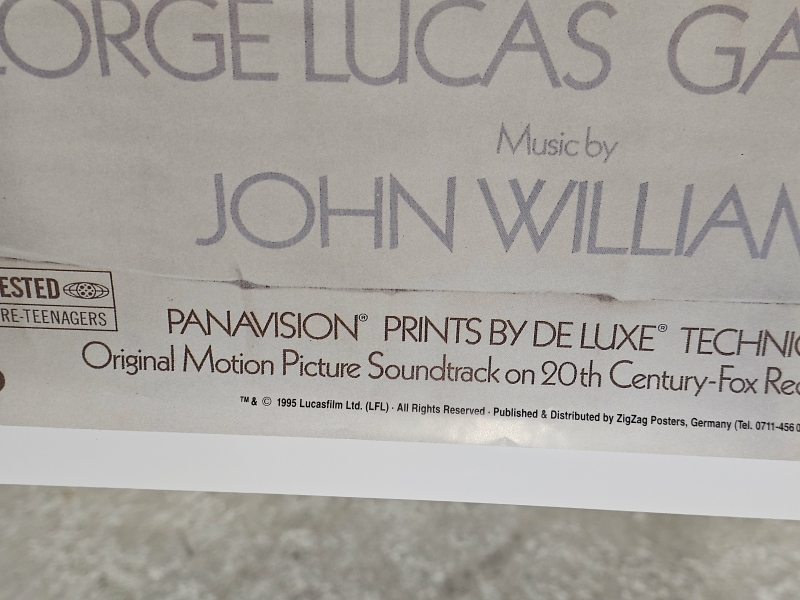 ORGE LUCAS GA
Music by
JOHN WILLIAM
ESTED
RE-TEENAGERS
PANAVISION® PRINTS BY DE LUXE® TECHNIC
Original Motion Picture Soundtrack on 20th Century-Fox Rec
™ & © 1995 Lucasfilm Ltd. (LFL) · All Rights Reserved · Published & Distributed by ZigZag Posters, Germany (Tel. 0711-456 0